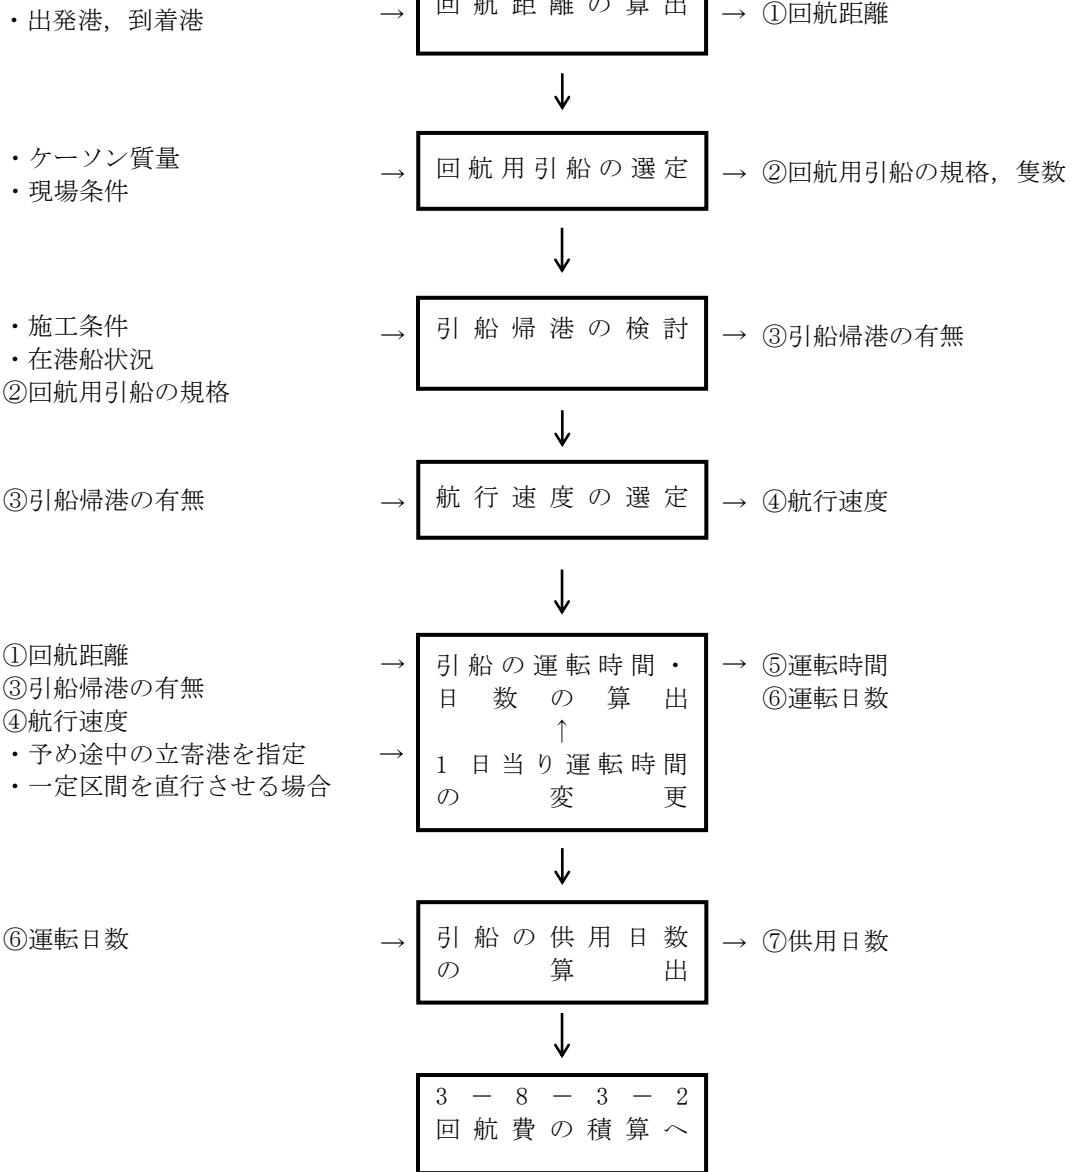 ・出発港，到着港
→
回航距離の算出
→ ①回航距離
・ケーソン質量
・現場条件
→
回航用引船の選定
→ ②回航用引船の規格，隻数
・施工条件
・在港船状況
②回航用引船の規格
→
引船帰港の検討
→ ③引船帰港の有無
③引船帰港の有無
→
航行速度の選定
→ ④航行速度
①回航距離
③引船帰港の有無
④航行速度
・予め途中の立寄港を指定
・一定区間を直行させる場合
→
→
引船の運転時間・
日数の算出
↑
1 日当り運転時間
の変更
→ ⑤運転時間
⑥運転日数
⑥運転日数
→
引船の供用日数
の算出
→ ⑦供用日数
3－8－3－2
回航費の積算へ